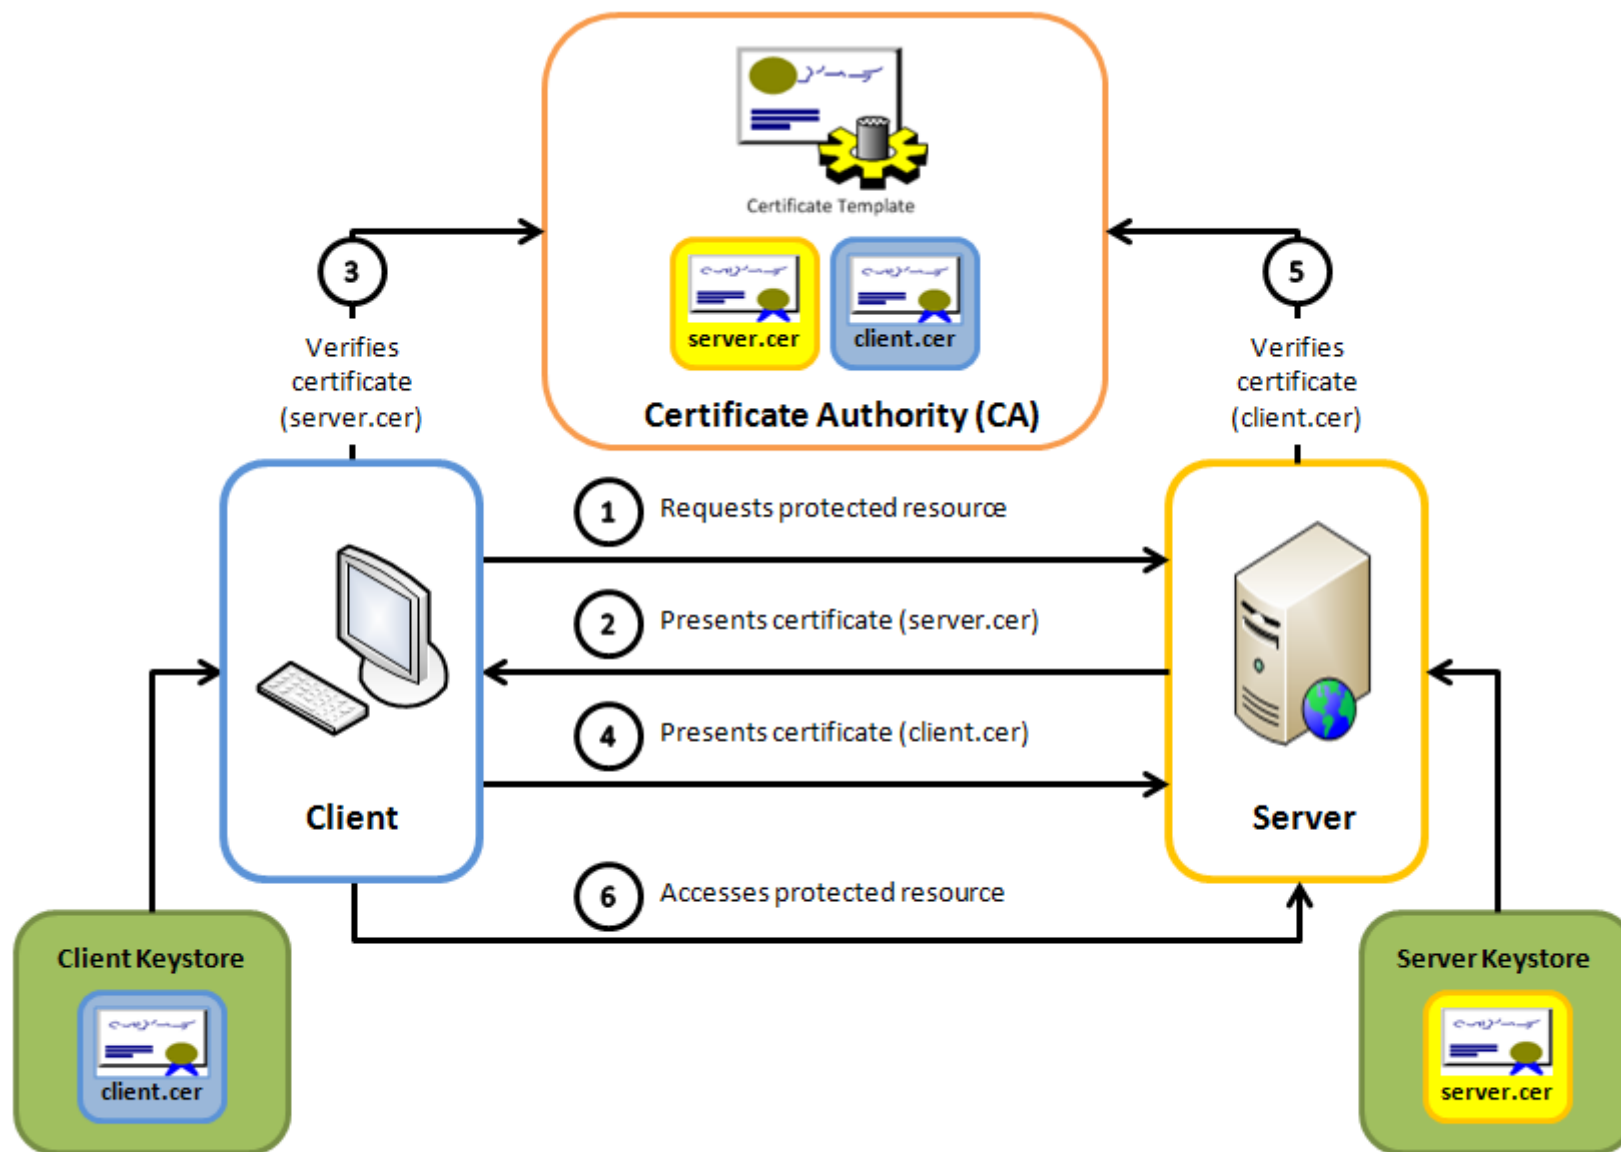 Certificate Template
server.cer
client.cer
Certificate Authority (CA)
3
Verifies
certificate
(server.cer)
5
Verifies
certificate
(client.cer)
1
Requests protected resource
2
Presents certificate (server.cer)
4
Presents certificate (client.cer)
Client
Server
6
Accesses protected resource
Client Keystore
client.cer
Server Keystore
server.cer